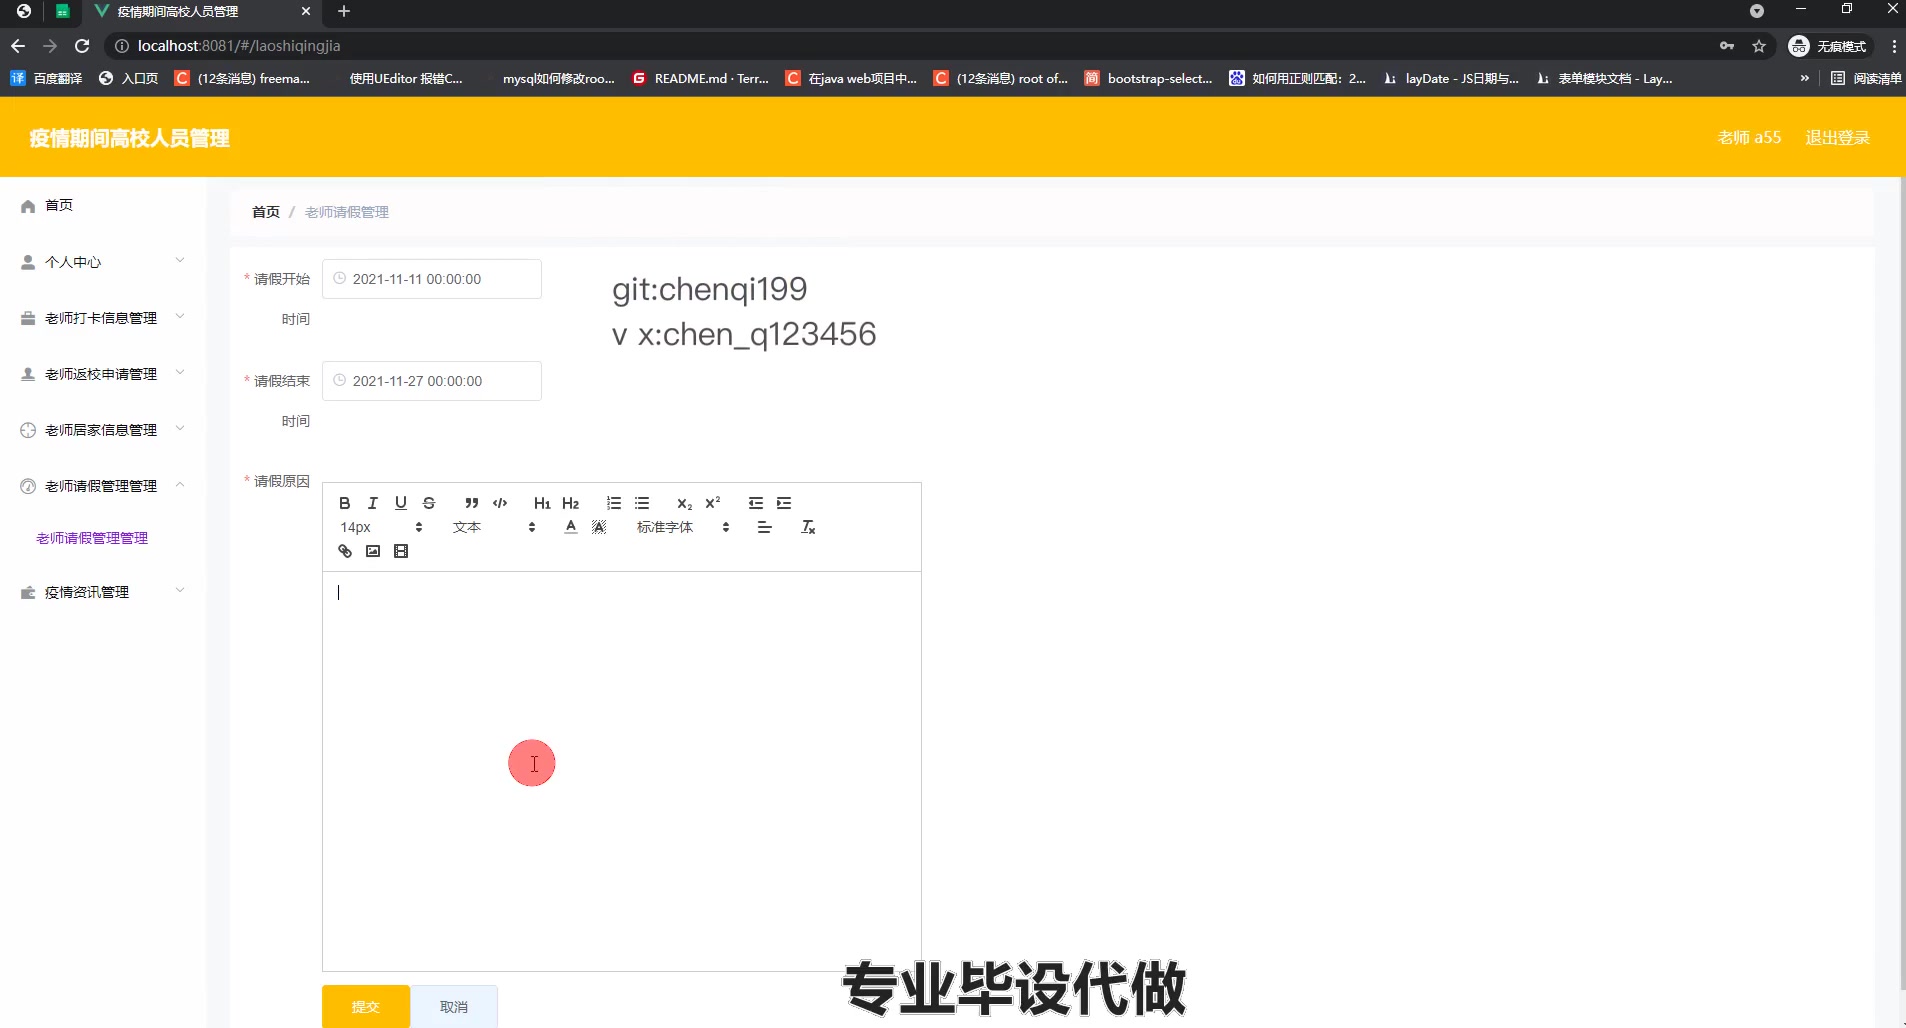 疫情期间高校人员管理
localhost:8081/#/laoshiqingjia
无痕模式
百度翻译
入口页
(12条消息) freema...
使用UEditor 报错C...
mysql如何修改roo...
README.md · Terr...
在java web项目中...
(12条消息) root of...
bootstrap-select...
如何用正则匹配：2...
layDate - JS日期与...
表单模块文档 - Lay...
»
阅读清单
疫情期间高校人员管理
老师 a55
退出登录
首页
个人中心
老师打卡信息管理
老师返校申请管理
老师居家信息管理
老师请假管理管理
老师请假管理管理
疫情资讯管理
首页 / 老师请假管理
* 请假开始
时间
2021-11-11 00:00:00
git:chenqi199
v x:chen_q123456
* 请假结束
时间
2021-11-27 00:00:00
* 请假原因
B I U S H1 H2 X2 X²
14px 文本 A A 标准字体 Tx
专业毕设代做
提交
取消